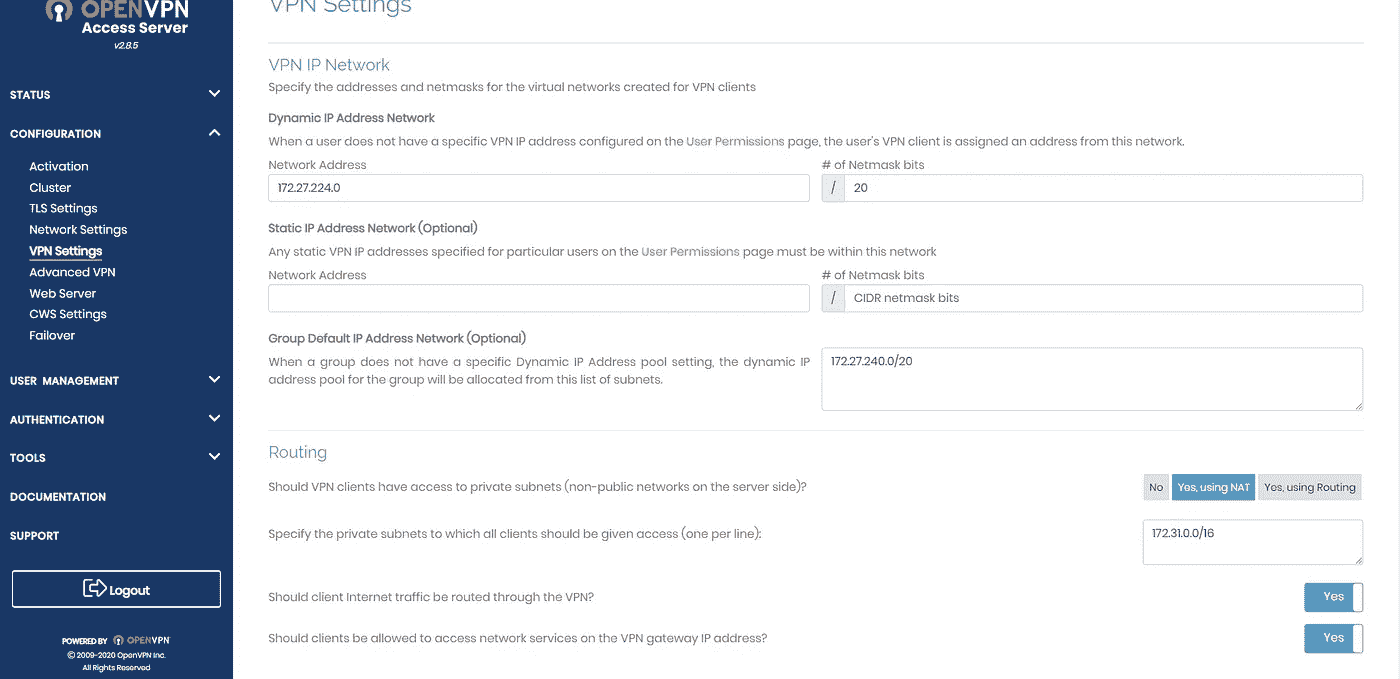 OPENVPN
Access Server
v2.8.5
STATUS
CONFIGURATION
Activation
Cluster
TLS Settings
Network Settings
VPN Settings
Advanced VPN
Web Server
CWS Settings
Failover
USER MANAGEMENT
AUTHENTICATION
TOOLS
DOCUMENTATION
SUPPORT
Logout
POWERED BY OPENVPN
© 2009-2020 OpenVPN Inc.
All Rights Reserved
VPN Settings
VPN IP Network
Specify the addresses and netmasks for the virtual networks created for VPN clients
Dynamic IP Address Network
When a user does not have a specific VPN IP address configured on the User Permissions page, the user's VPN client is assigned an address from this network.
Network Address
# of Netmask bits
172.27.224.0
/ 20
Static IP Address Network (Optional)
Any static VPN IP addresses specified for particular users on the User Permissions page must be within this network
Network Address
# of Netmask bits
/ CIDR netmask bits
Group Default IP Address Network (Optional)
When a group does not have a specific Dynamic IP Address pool setting, the dynamic IP
address pool for the group will be allocated from this list of subnets.
172.27.240.0/20
Routing
Should VPN clients have access to private subnets (non-public networks on the server side)?
No Yes, using NAT Yes, using Routing
Specify the private subnets to which all clients should be given access (one per line):
172.31.0.0/16
Should client Internet traffic be routed through the VPN?
Yes
Should clients be allowed to access network services on the VPN gateway IP address?
Yes